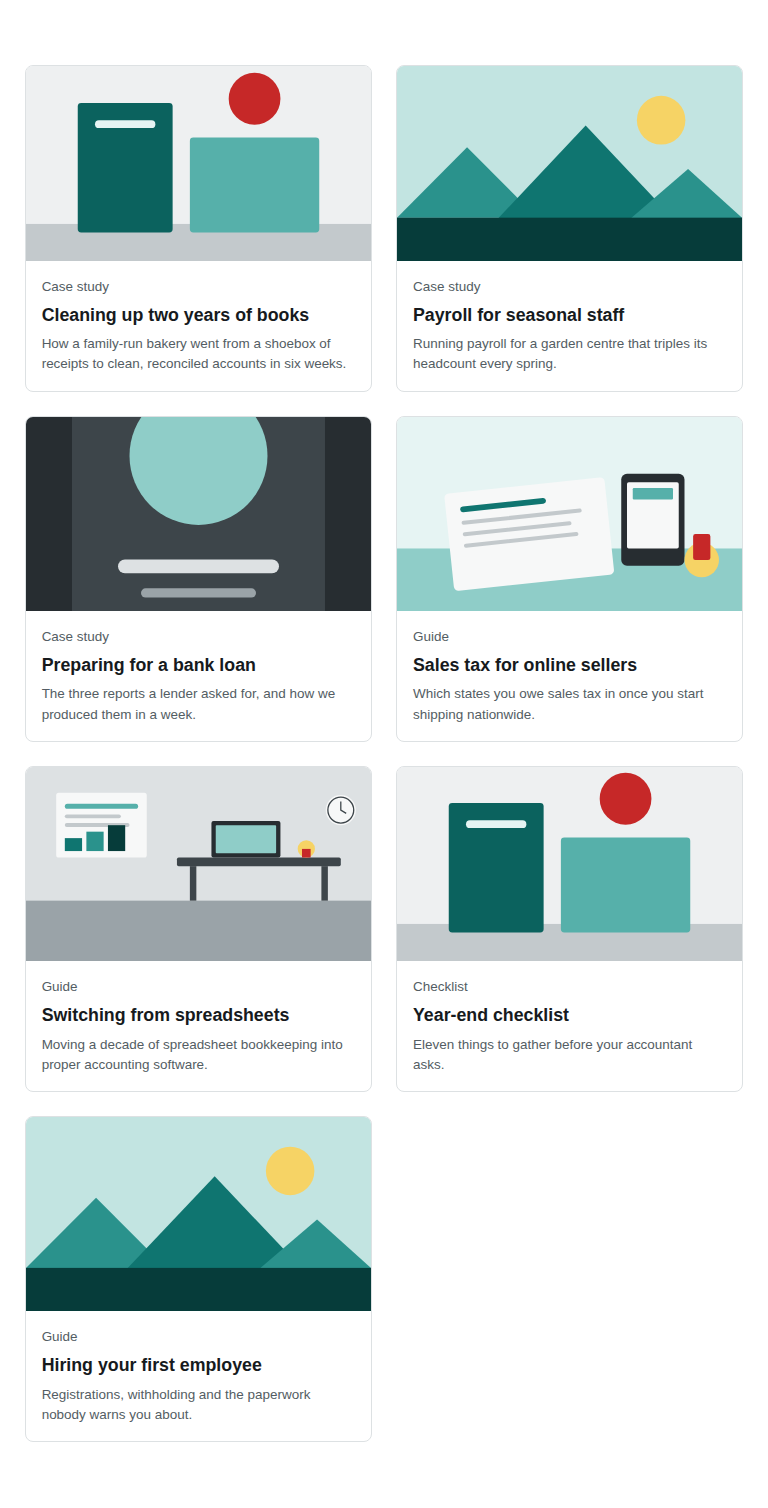 Case study
Cleaning up two years of books
How a family-run bakery went from a shoebox of
receipts to clean, reconciled accounts in six weeks.
Case study
Payroll for seasonal staff
Running payroll for a garden centre that triples its
headcount every spring.
Case study
Preparing for a bank loan
The three reports a lender asked for, and how we
produced them in a week.
Guide
Sales tax for online sellers
Which states you owe sales tax in once you start
shipping nationwide.
Guide
Switching from spreadsheets
Moving a decade of spreadsheet bookkeeping into
proper accounting software.
Checklist
Year-end checklist
Eleven things to gather before your accountant
asks.
Guide
Hiring your first employee
Registrations, withholding and the paperwork
nobody warns you about.